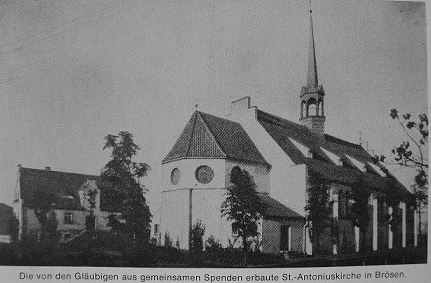 Die von den Gläubigen aus gemeinsamen Spenden erbaute St.-Antoniuskirche in Brösen.